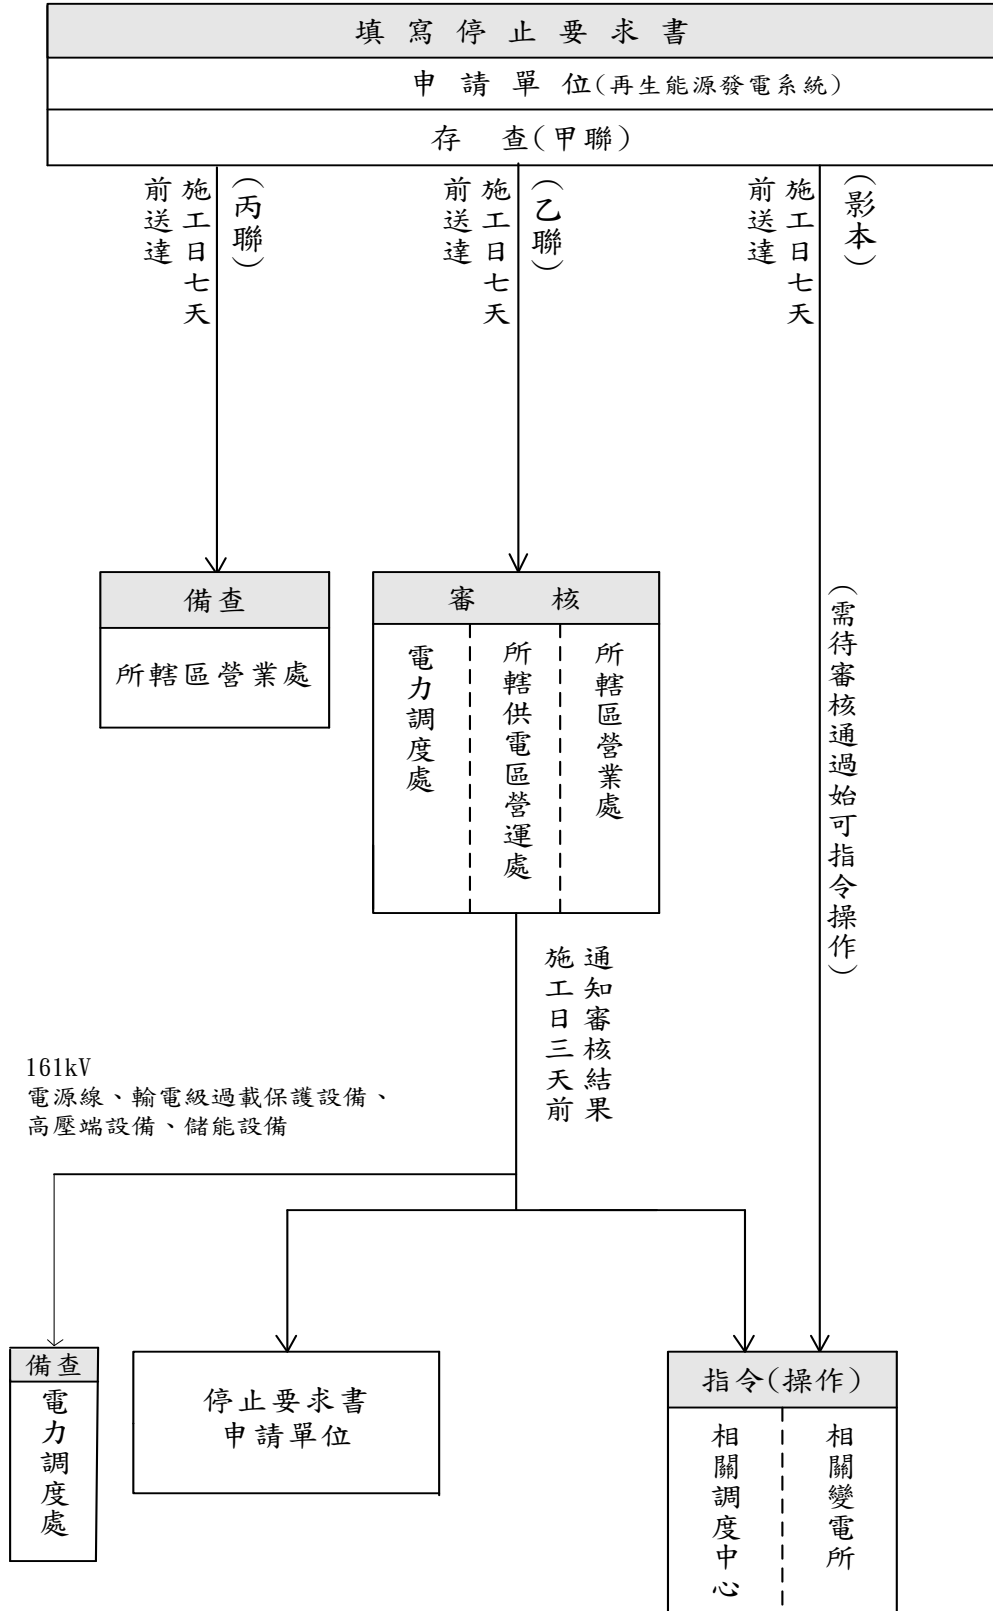 填寫停止要求書
申請單位(再生能源發電系統)
存 查(甲聯)
(丙聯)
施工日七天
前送達
(乙聯)
施工日七天
前送達
(影本)
施工日七天
前送達
備查
所轄區營業處
審 核
電力調度處
所轄供電區營運處
所轄區營業處
(需待審核通過始可指令操作)
通知審核結果
施工日三天前
161kV
電源線、輸電級過載保護設備、
高壓端設備、儲能設備
備查
電力調度處
停止要求書
申請單位
指令(操作)
相關調度中心
相關變電所